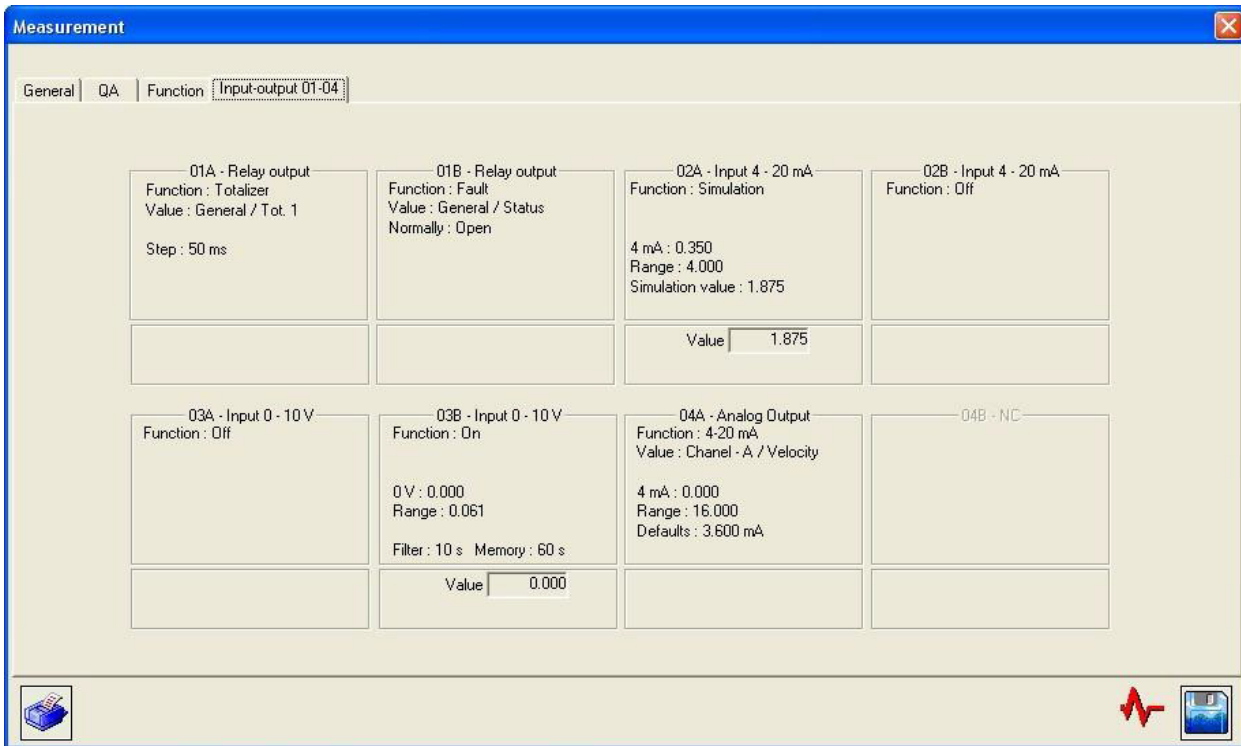 Measurement
General QA Function Input-output 01-04
01A - Relay output
Function : Totalizer
Value : General / Tot. 1
Step : 50 ms
01B - Relay output
Function : Fault
Value : General / Status
Normally : Open
02A - Input 4 - 20 mA
Function : Simulation
4 mA : 0.350
Range : 4.000
Simulation value : 1.875
Value 1.875
02B - Input 4 - 20 mA
Function : Off
03A - Input 0 - 10 V
Function : Off
03B - Input 0 - 10 V
Function : On
0 V : 0.000
Range : 0.061
Filter : 10 s Memory : 60 s
Value 0.000
04A - Analog Output
Function : 4-20 mA
Value : Chanel - A / Velocity
4 mA : 0.000
Range : 16.000
Defaults : 3.600 mA
04B - NC